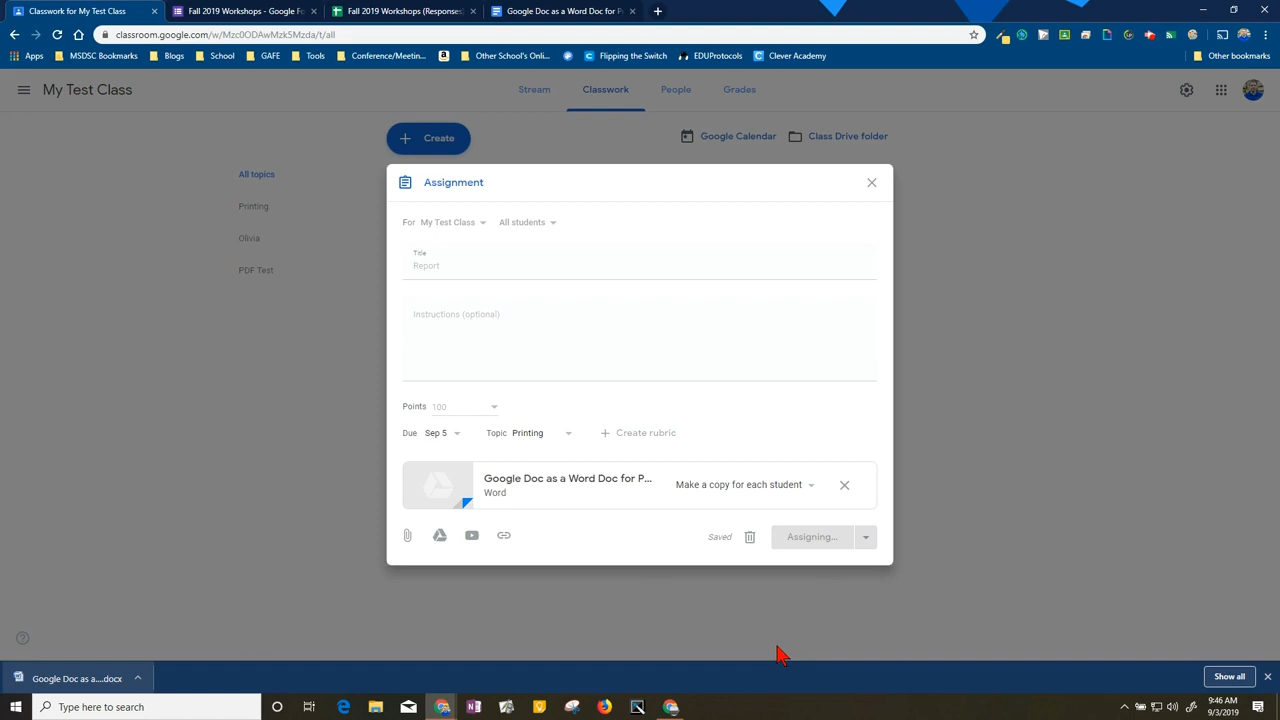 Classroom for My Test Class
Fall 2019 Workshops - Google Fo
Fall 2019 Workshops (Responses
Google Doc as a Word Doc for P
classroom.google.com/w/Mzc0ODAwMzk5Mzda/t/all
Apps
MSDSC Bookmarks
Blogs
School
GAFE
Tools
Conference/Meetin...
Other School's Onli...
Flipping the Switch
EDUProtocols
Clever Academy
Other bookmarks
My Test Class
Stream
Classwork
People
Grades
Create
Google Calendar
Class Drive folder
All topics
Printing
Olivia
PDF Test
Assignment
For My Test Class All students
Title
Report
Instructions (optional)
Points 100
Due Sep 5 Topic Printing Create rubric
Google Doc as a Word Doc for P...
Word
Make a copy for each student
Saved
Assigning...
Google Doc as a....docx
Show all
Type here to search
9:46 AM
9/2/2019